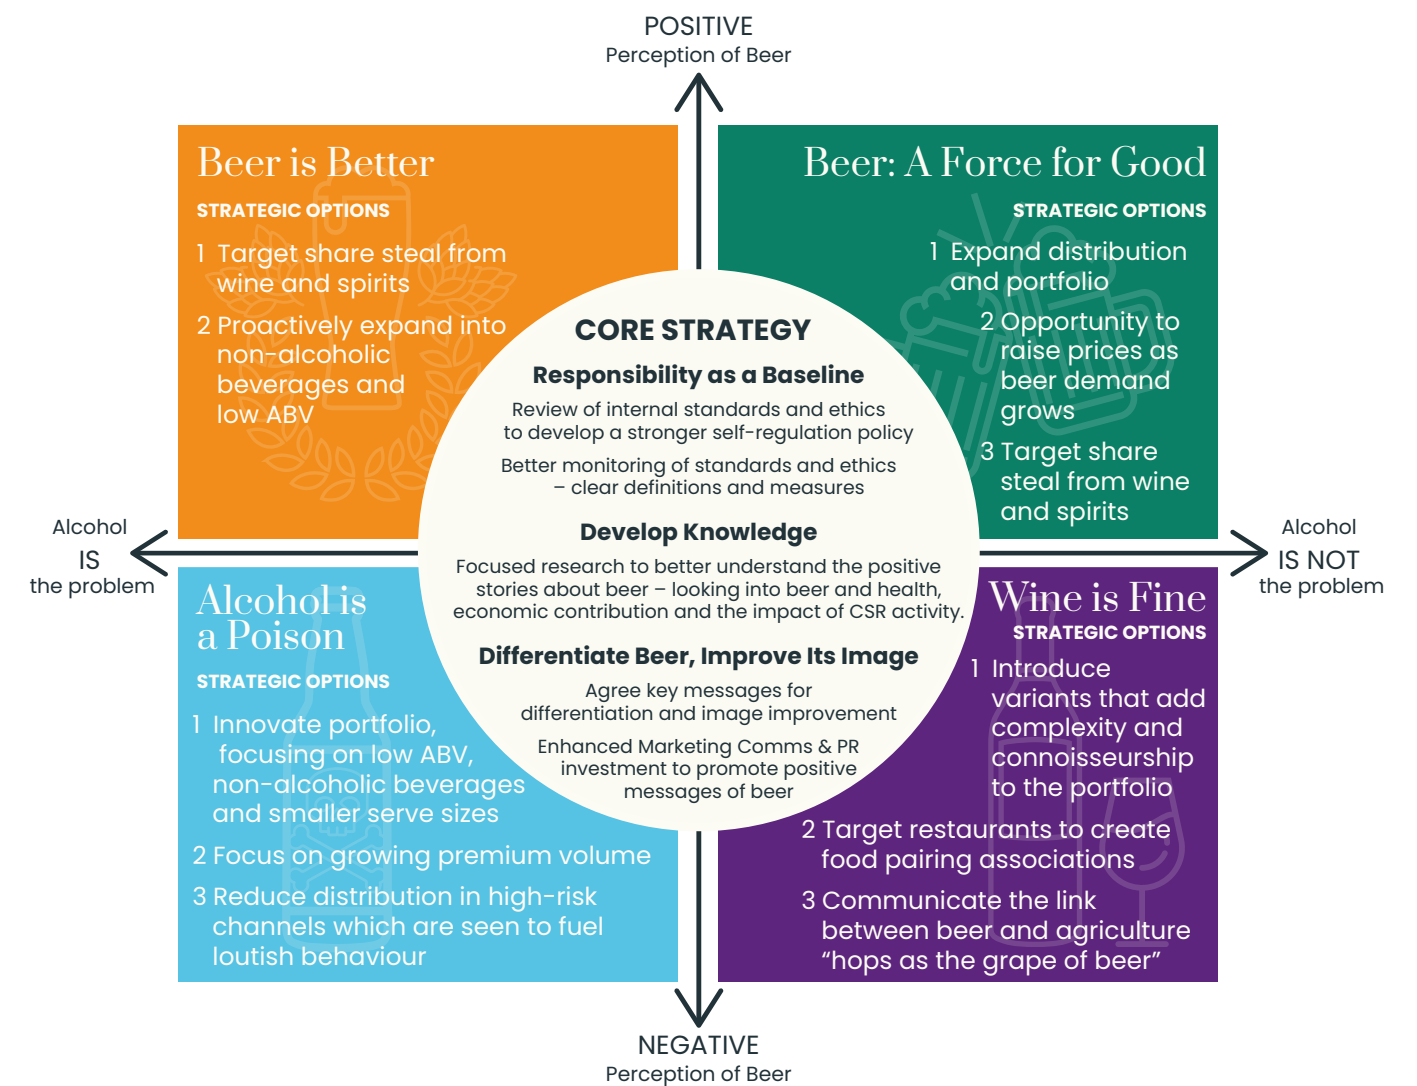 POSITIVE
Perception of Beer
Beer is Better
STRATEGIC OPTIONS
1 Target share steal from
wine and spirits
2 Proactively expand into
non-alcoholic
beverages and
low ABV
Beer: A Force for Good
STRATEGIC OPTIONS
1 Expand distribution
and portfolio
2 Opportunity to
raise prices as
beer demand
grows
3 Target share
steal from wine
and spirits
CORE STRATEGY
Responsibility as a Baseline
Review of internal standards and ethics
to develop a stronger self-regulation policy
Better monitoring of standards and ethics
– clear definitions and measures
Develop Knowledge
Focused research to better understand the positive
stories about beer – looking into beer and health,
economic contribution and the impact of CSR activity.
Differentiate Beer, Improve Its Image
Agree key messages for
differentiation and image improvement
Enhanced Marketing Comms & PR
investment to promote positive
messages of beer
Alcohol
IS
the problem
Alcohol
IS NOT
the problem
Alcohol is
a Poison
STRATEGIC OPTIONS
1 Innovate portfolio,
focusing on low ABV,
non-alcoholic beverages
and smaller serve sizes
2 Focus on growing premium volume
3 Reduce distribution in high-risk
channels which are seen to fuel
loutish behaviour
Wine is Fine
STRATEGIC OPTIONS
1 Introduce
variants that add
complexity and
connoisseurship
to the portfolio
2 Target restaurants to create
food pairing associations
3 Communicate the link
between beer and agriculture
“hops as the grape of beer”
NEGATIVE
Perception of Beer